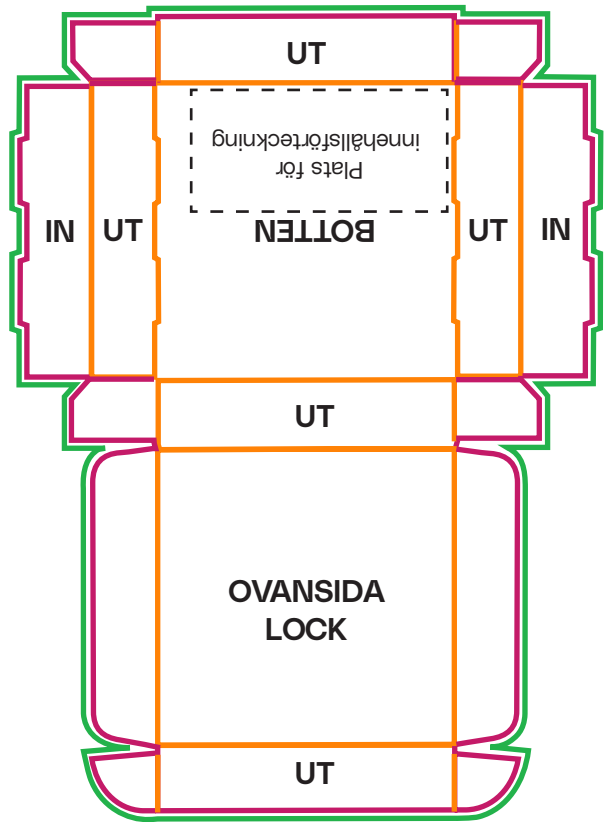 UT
Plats för
innehållsförteckning
BOTTEN
IN
UT
UT
IN
UT
OVANSIDA
LOCK
UT